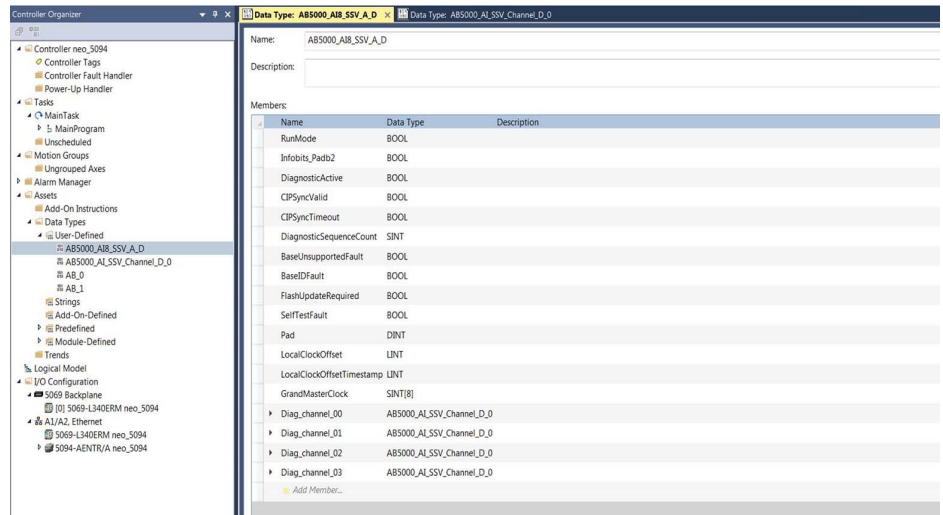 Controller Organizer
Controller neo_5094
Controller Tags
Controller Fault Handler
Power-Up Handler
Tasks
MainTask
MainProgram
Unscheduled
Motion Groups
Ungrouped Axes
Alarm Manager
Assets
Add-On Instructions
Data Types
User-Defined
AB5000_AI8_SSV_A_D
AB5000_AI_SSV_Channel_D_0
AB_0
AB_1
Strings
Add-On-Defined
Predefined
Module-Defined
Trends
Logical Model
I/O Configuration
5069 Backplane
[0] 5069-L340ERM neo_5094
A1/A2, Ethernet
5069-L340ERM neo_5094
5094-AENTR/A neo_5094
Data Type: AB5000_AI8_SSV_A_D × Data Type: AB5000_AI_SSV_Channel_D_0
Name: AB5000_AI8_SSV_A_D
Description:
Members:
Name Data Type Description
RunMode BOOL
Infobits_Padb2 BOOL
DiagnosticActive BOOL
CIPSyncValid BOOL
CIPSyncTimeout BOOL
DiagnosticSequenceCount SINT
BaseUnsupportedFault BOOL
BaseIDFault BOOL
FlashUpdateRequired BOOL
SelfTestFault BOOL
Pad DINT
LocalClockOffset LINT
LocalClockOffsetTimestamp LINT
GrandMasterClock SINT[8]
Diag_channel_00 AB5000_AI_SSV_Channel_D_0
Diag_channel_01 AB5000_AI_SSV_Channel_D_0
Diag_channel_02 AB5000_AI_SSV_Channel_D_0
Diag_channel_03 AB5000_AI_SSV_Channel_D_0
Add Member...